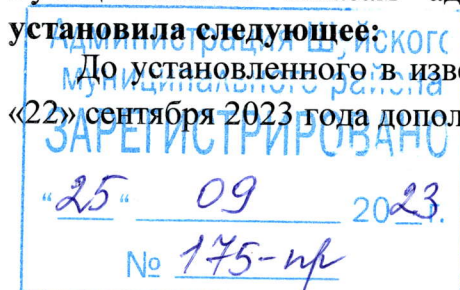 установила следующее:
Администрация Шуйского
муниципального района
До установленного в изве
«22» сентября 2023 года допол
ЗАРЕГИСТРИРОВАНО
"25" 09 2023 г.
№ 175-пр